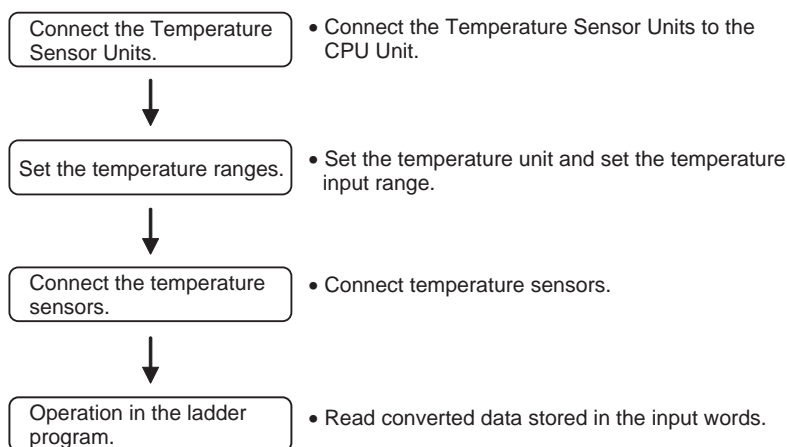 Connect the Temperature
Sensor Units.
• Connect the Temperature Sensor Units to the
CPU Unit.
Set the temperature ranges.
• Set the temperature unit and set the temperature
input range.
Connect the temperature
sensors.
• Connect temperature sensors.
Operation in the ladder
program.
• Read converted data stored in the input words.